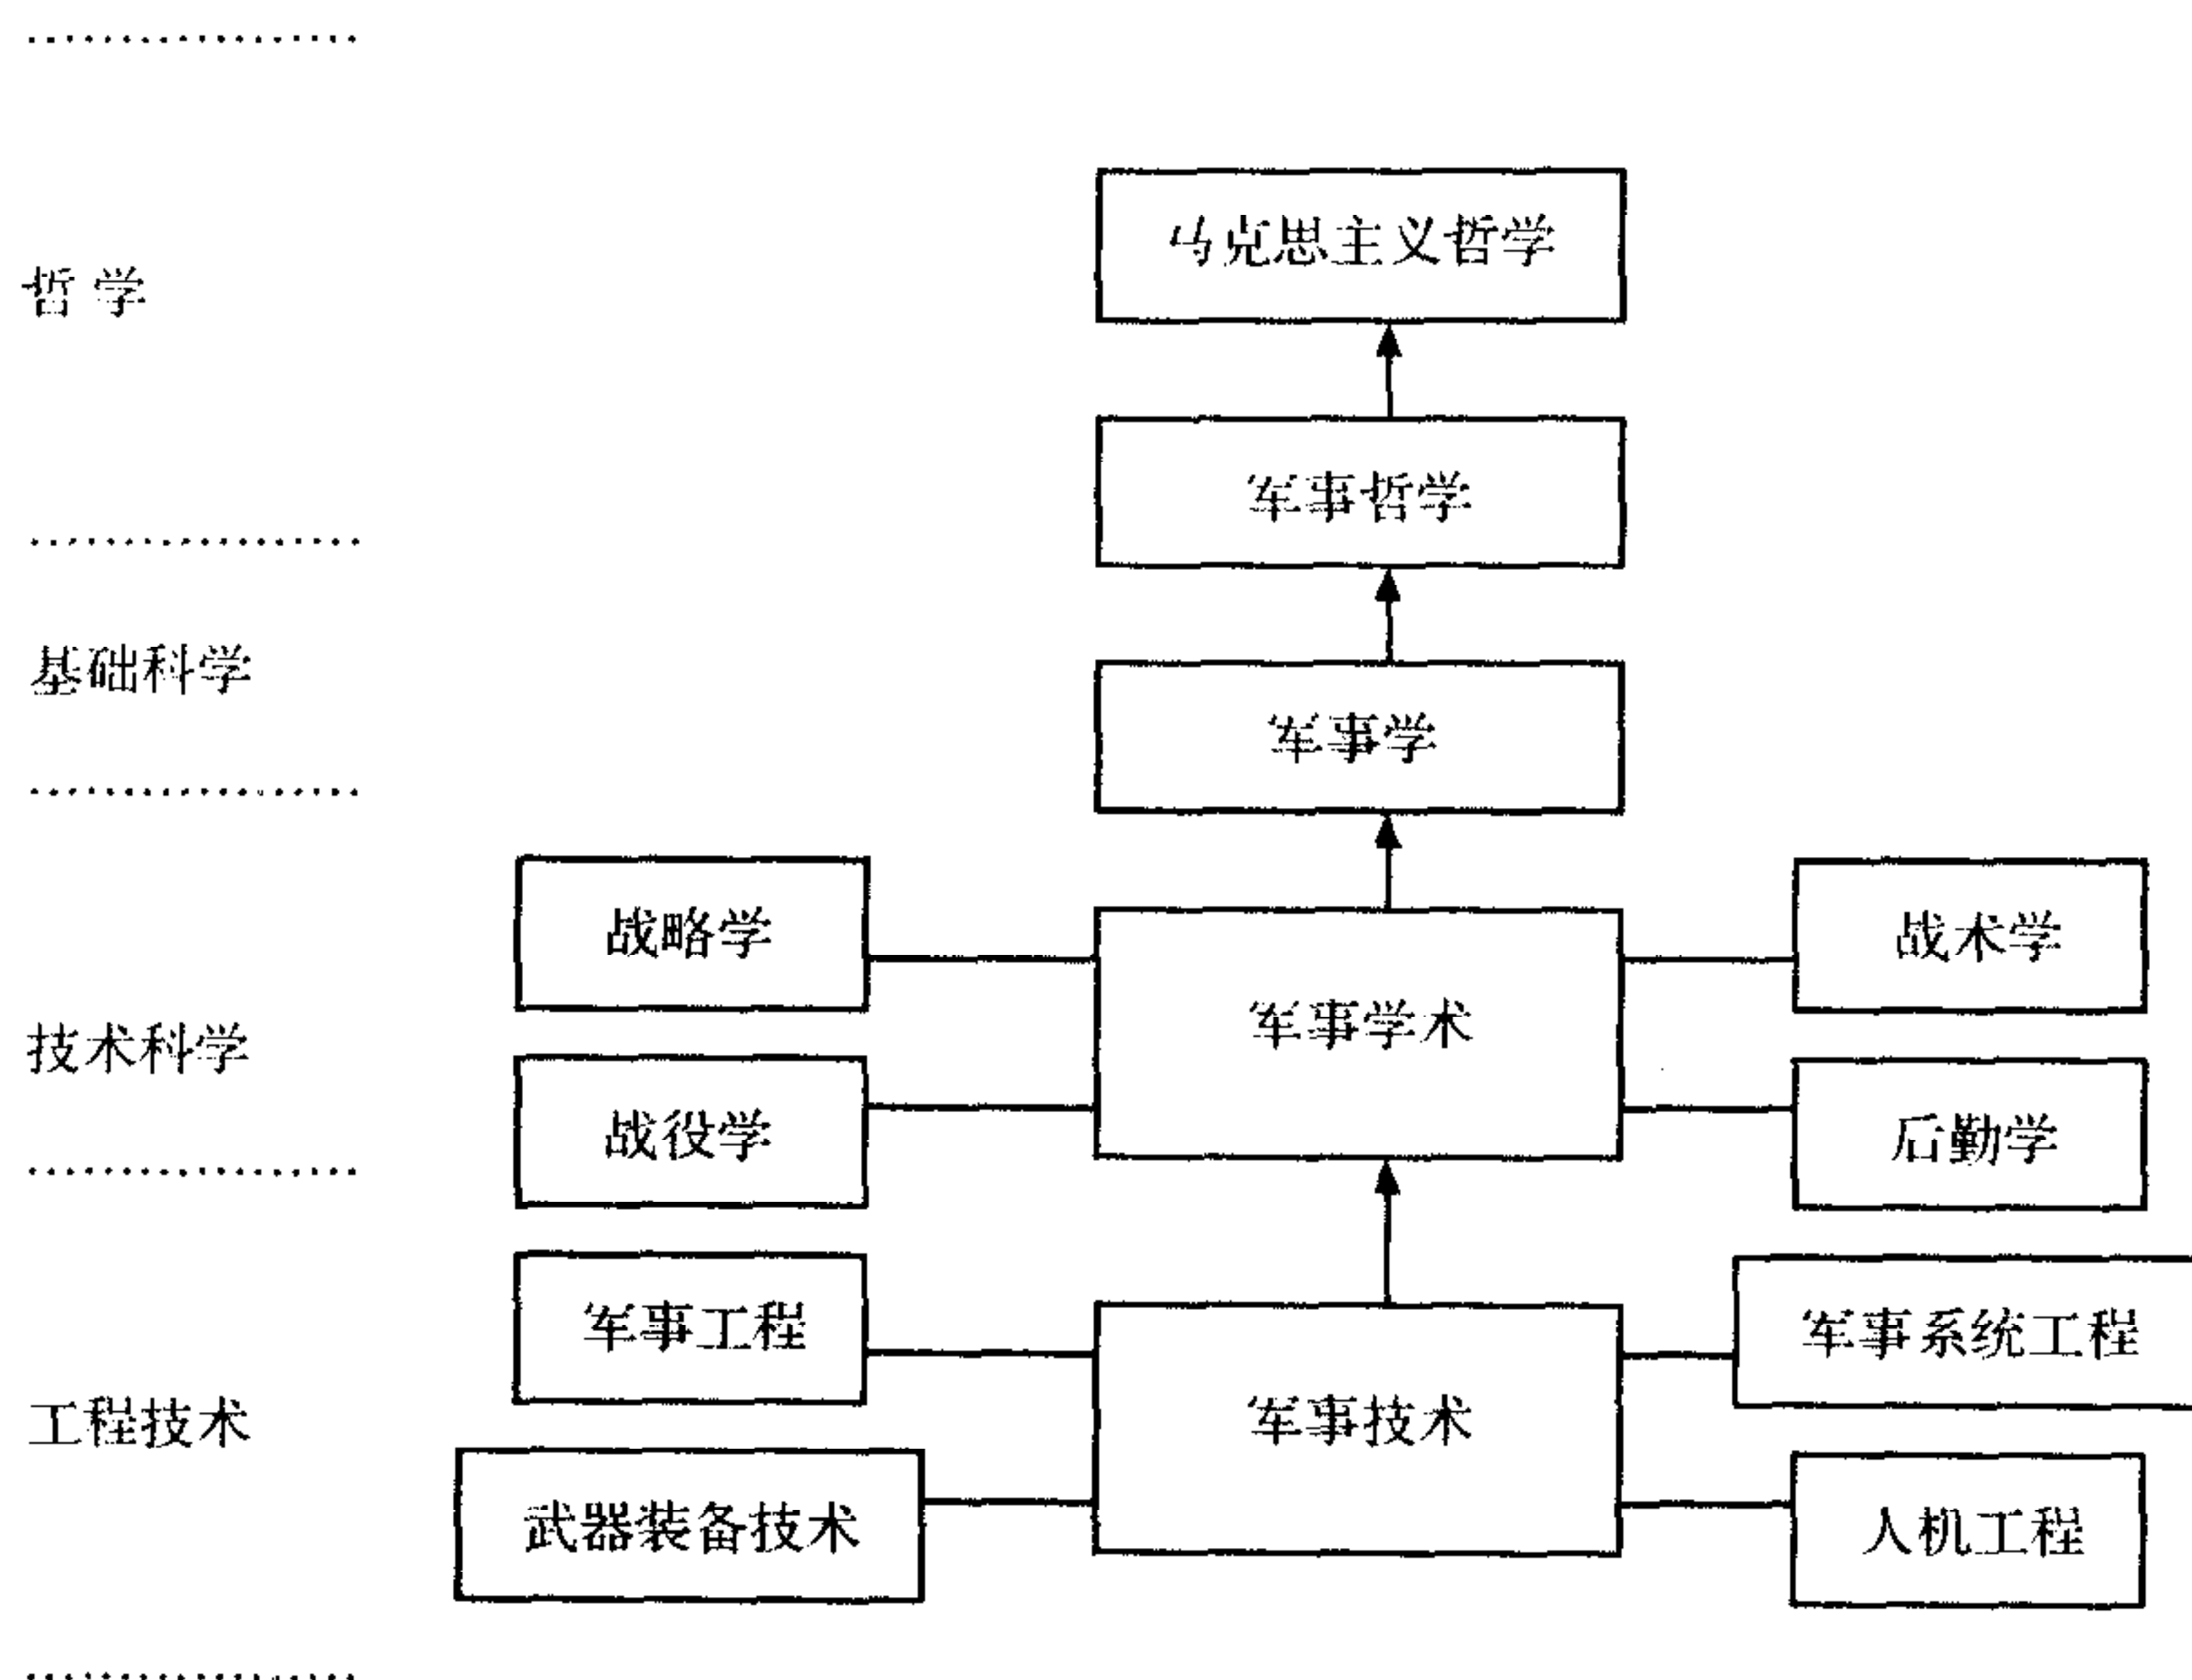 马克思主义哲学
哲学
军事哲学
基础科学
军事学
战略学
战术学
军事学术
技术科学
战役学
后勤学
军事工程
军事系统工程
工程技术
军事技术
武器装备技术
人机工程